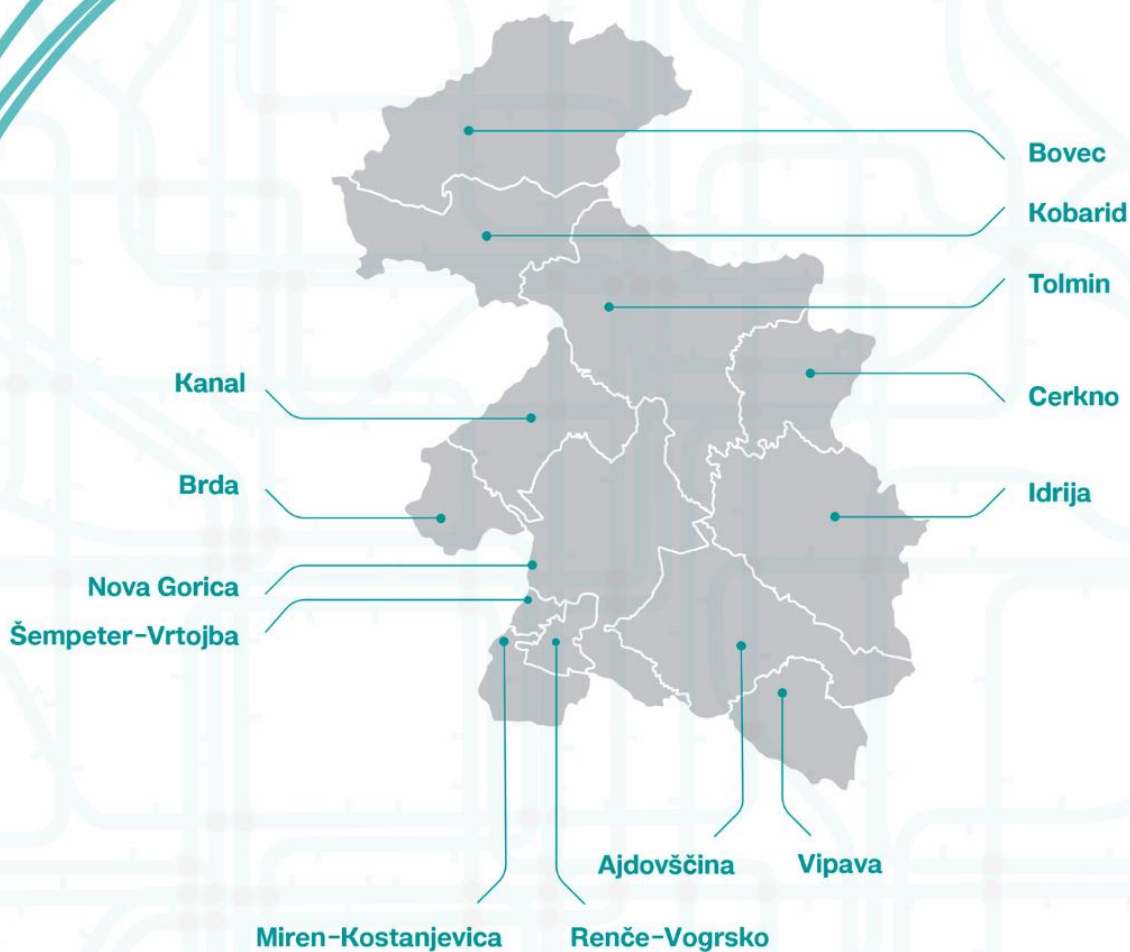 Bovec
Kobarid
Tolmin
Kanal
Cerkno
Brda
Idrija
Nova Gorica
Šempeter-Vrtojba
Ajdovščina
Vipava
Miren-Kostanjevica
Renče-Vogrsko